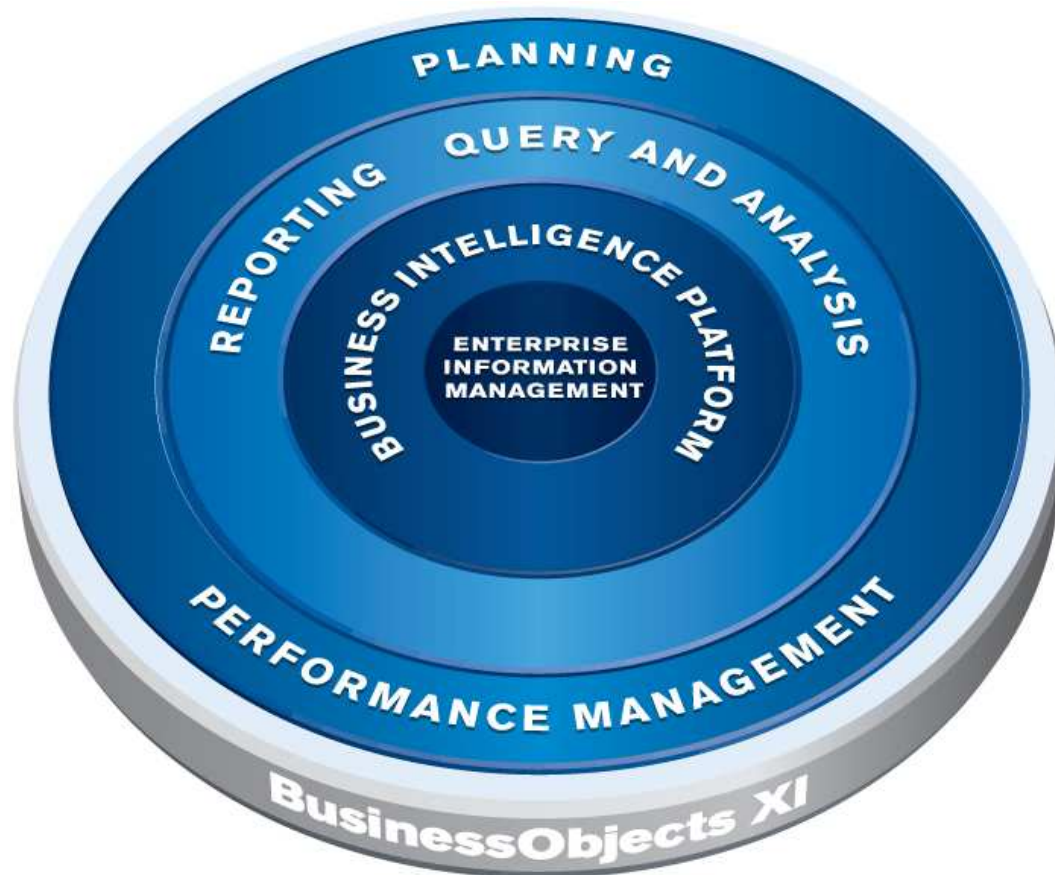 PLANNING
QUERY AND ANALYSIS
REPORTING
BUSINESS INTELLIGENCE PLATFORM
ENTERPRISE
INFORMATION
MANAGEMENT
PERFORMANCE MANAGEMENT
BusinessObjects XI